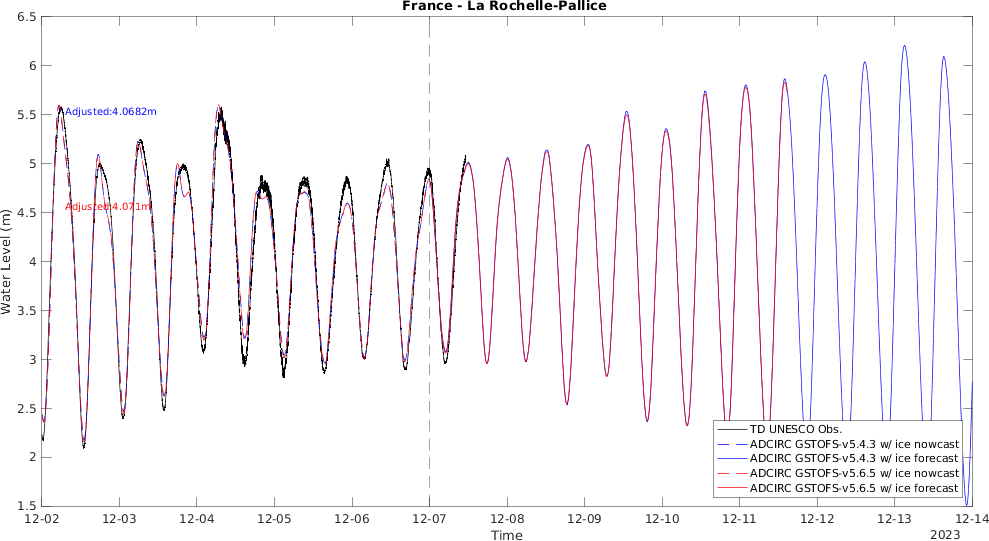 France - La Rochelle-Pallice
Water Level (m)
6.5
6
5.5
5
4.5
4
3.5
3
2.5
2
1.5
Adjusted:4.0682m
Adjusted:4.071m
TD UNESCO Obs.
ADCIRC GSTOFS-v5.4.3 w/ ice nowcast
ADCIRC GSTOFS-v5.4.3 w/ ice forecast
ADCIRC GSTOFS-v5.6.5 w/ ice nowcast
ADCIRC GSTOFS-v5.6.5 w/ ice forecast
12-02 12-03 12-04 12-05 12-06 12-07 12-08 12-09 12-10 12-11 12-12 12-13 12-14
Time
2023